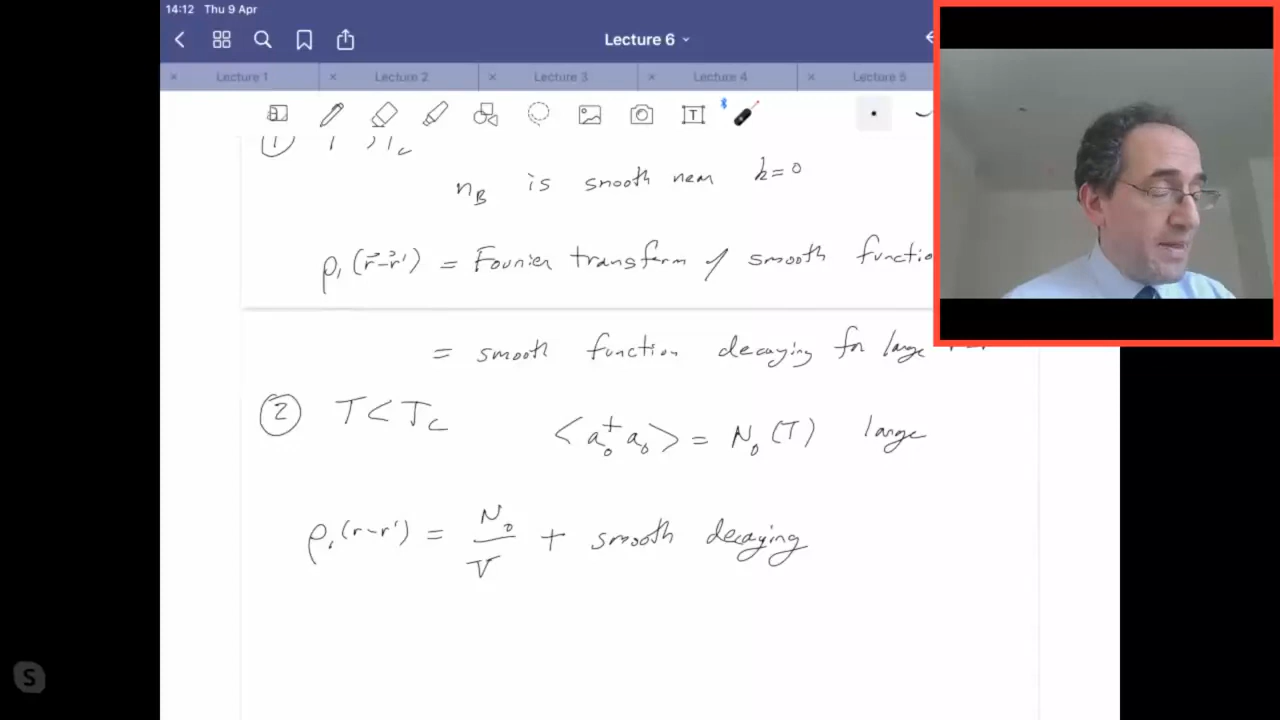 14:12 Thu 9 Apr
Lecture 6
Lecture 1 Lecture 2 Lecture 3 Lecture 4 Lecture 5
T
① T > T_c
n_B is smooth near k=0
ρ₁(r⃗-r⃗') = Fourier transform of smooth functio
= smooth function decaying for large
② T < T_c ⟨a₀† a₀⟩ = N₀(T) large
ρ₁(r-r') = N₀/V + smooth decaying
S